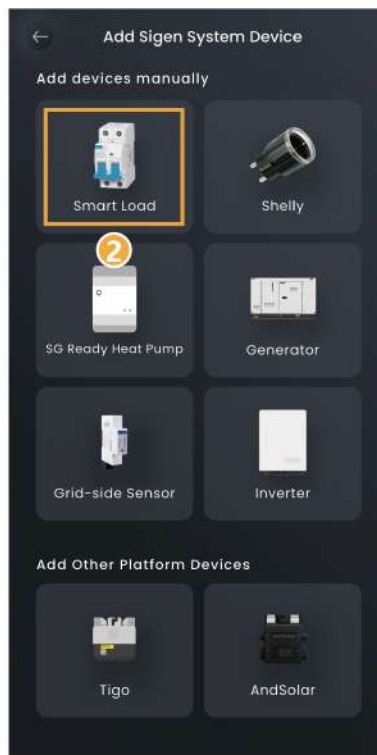 Add Sigen System Device
Add devices manually
Smart Load
Shelly
2
SG Ready Heat Pump
Generator
Grid-side Sensor
Inverter
Add Other Platform Devices
Tigo
AndSolar